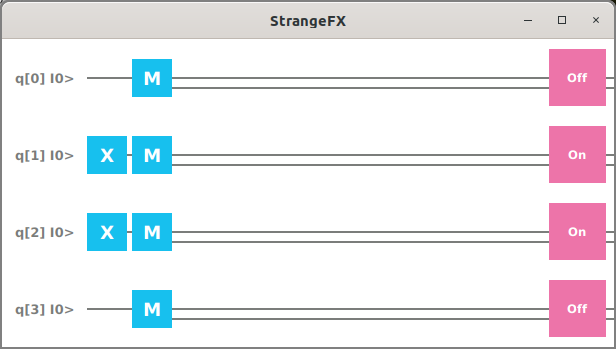 StrangeFX
q[0] I0> M Off
q[1] I0> X M On
q[2] I0> X M On
q[3] I0> M Off